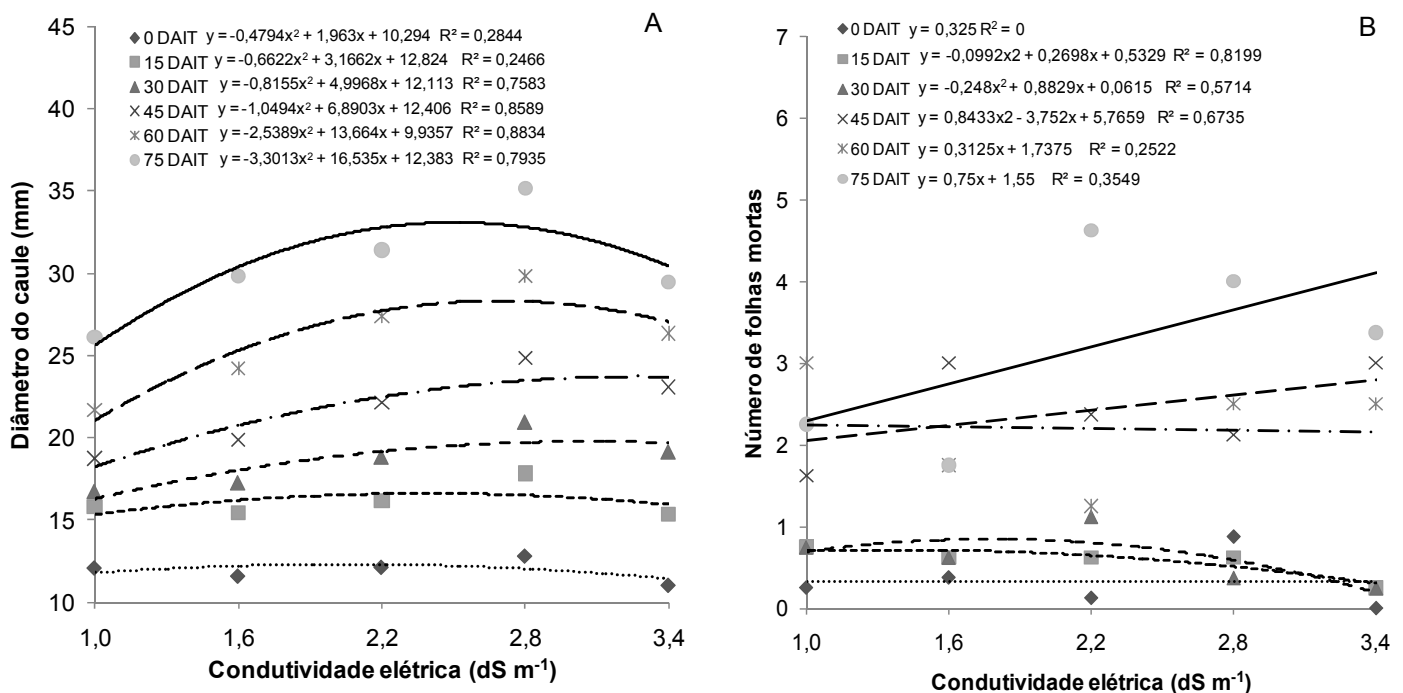 A
45
40
35
30
25
20
15
10
Diâmetro do caule (mm)
0 DAIT y = -0,4794x² + 1,963x + 10,294 R² = 0,2844
15 DAIT y = -0,6622x² + 3,1662x + 12,824 R² = 0,2466
30 DAIT y = -0,8155x² + 4,9968x + 12,113 R² = 0,7583
45 DAIT y = -1,0494x² + 6,8903x + 12,406 R² = 0,8589
60 DAIT y = -2,5389x² + 13,664x + 9,9357 R² = 0,8834
75 DAIT y = -3,3013x² + 16,535x + 12,383 R² = 0,7935
1,0 1,6 2,2 2,8 3,4
Condutividade elétrica (dS m⁻¹)
B
7
6
5
4
3
2
1
0
Número de folhas mortas
0 DAIT y = 0,325 R² = 0
15 DAIT y = -0,0992x2 + 0,2698x + 0,5329 R² = 0,8199
30 DAIT y = -0,248x² + 0,8829x + 0,0615 R² = 0,5714
45 DAIT y = 0,8433x2 - 3,752x + 5,7659 R² = 0,6735
60 DAIT y = 0,3125x + 1,7375 R² = 0,2522
75 DAIT y = 0,75x + 1,55 R² = 0,3549
1,0 1,6 2,2 2,8 3,4
Condutividade elétrica (dS m⁻¹)